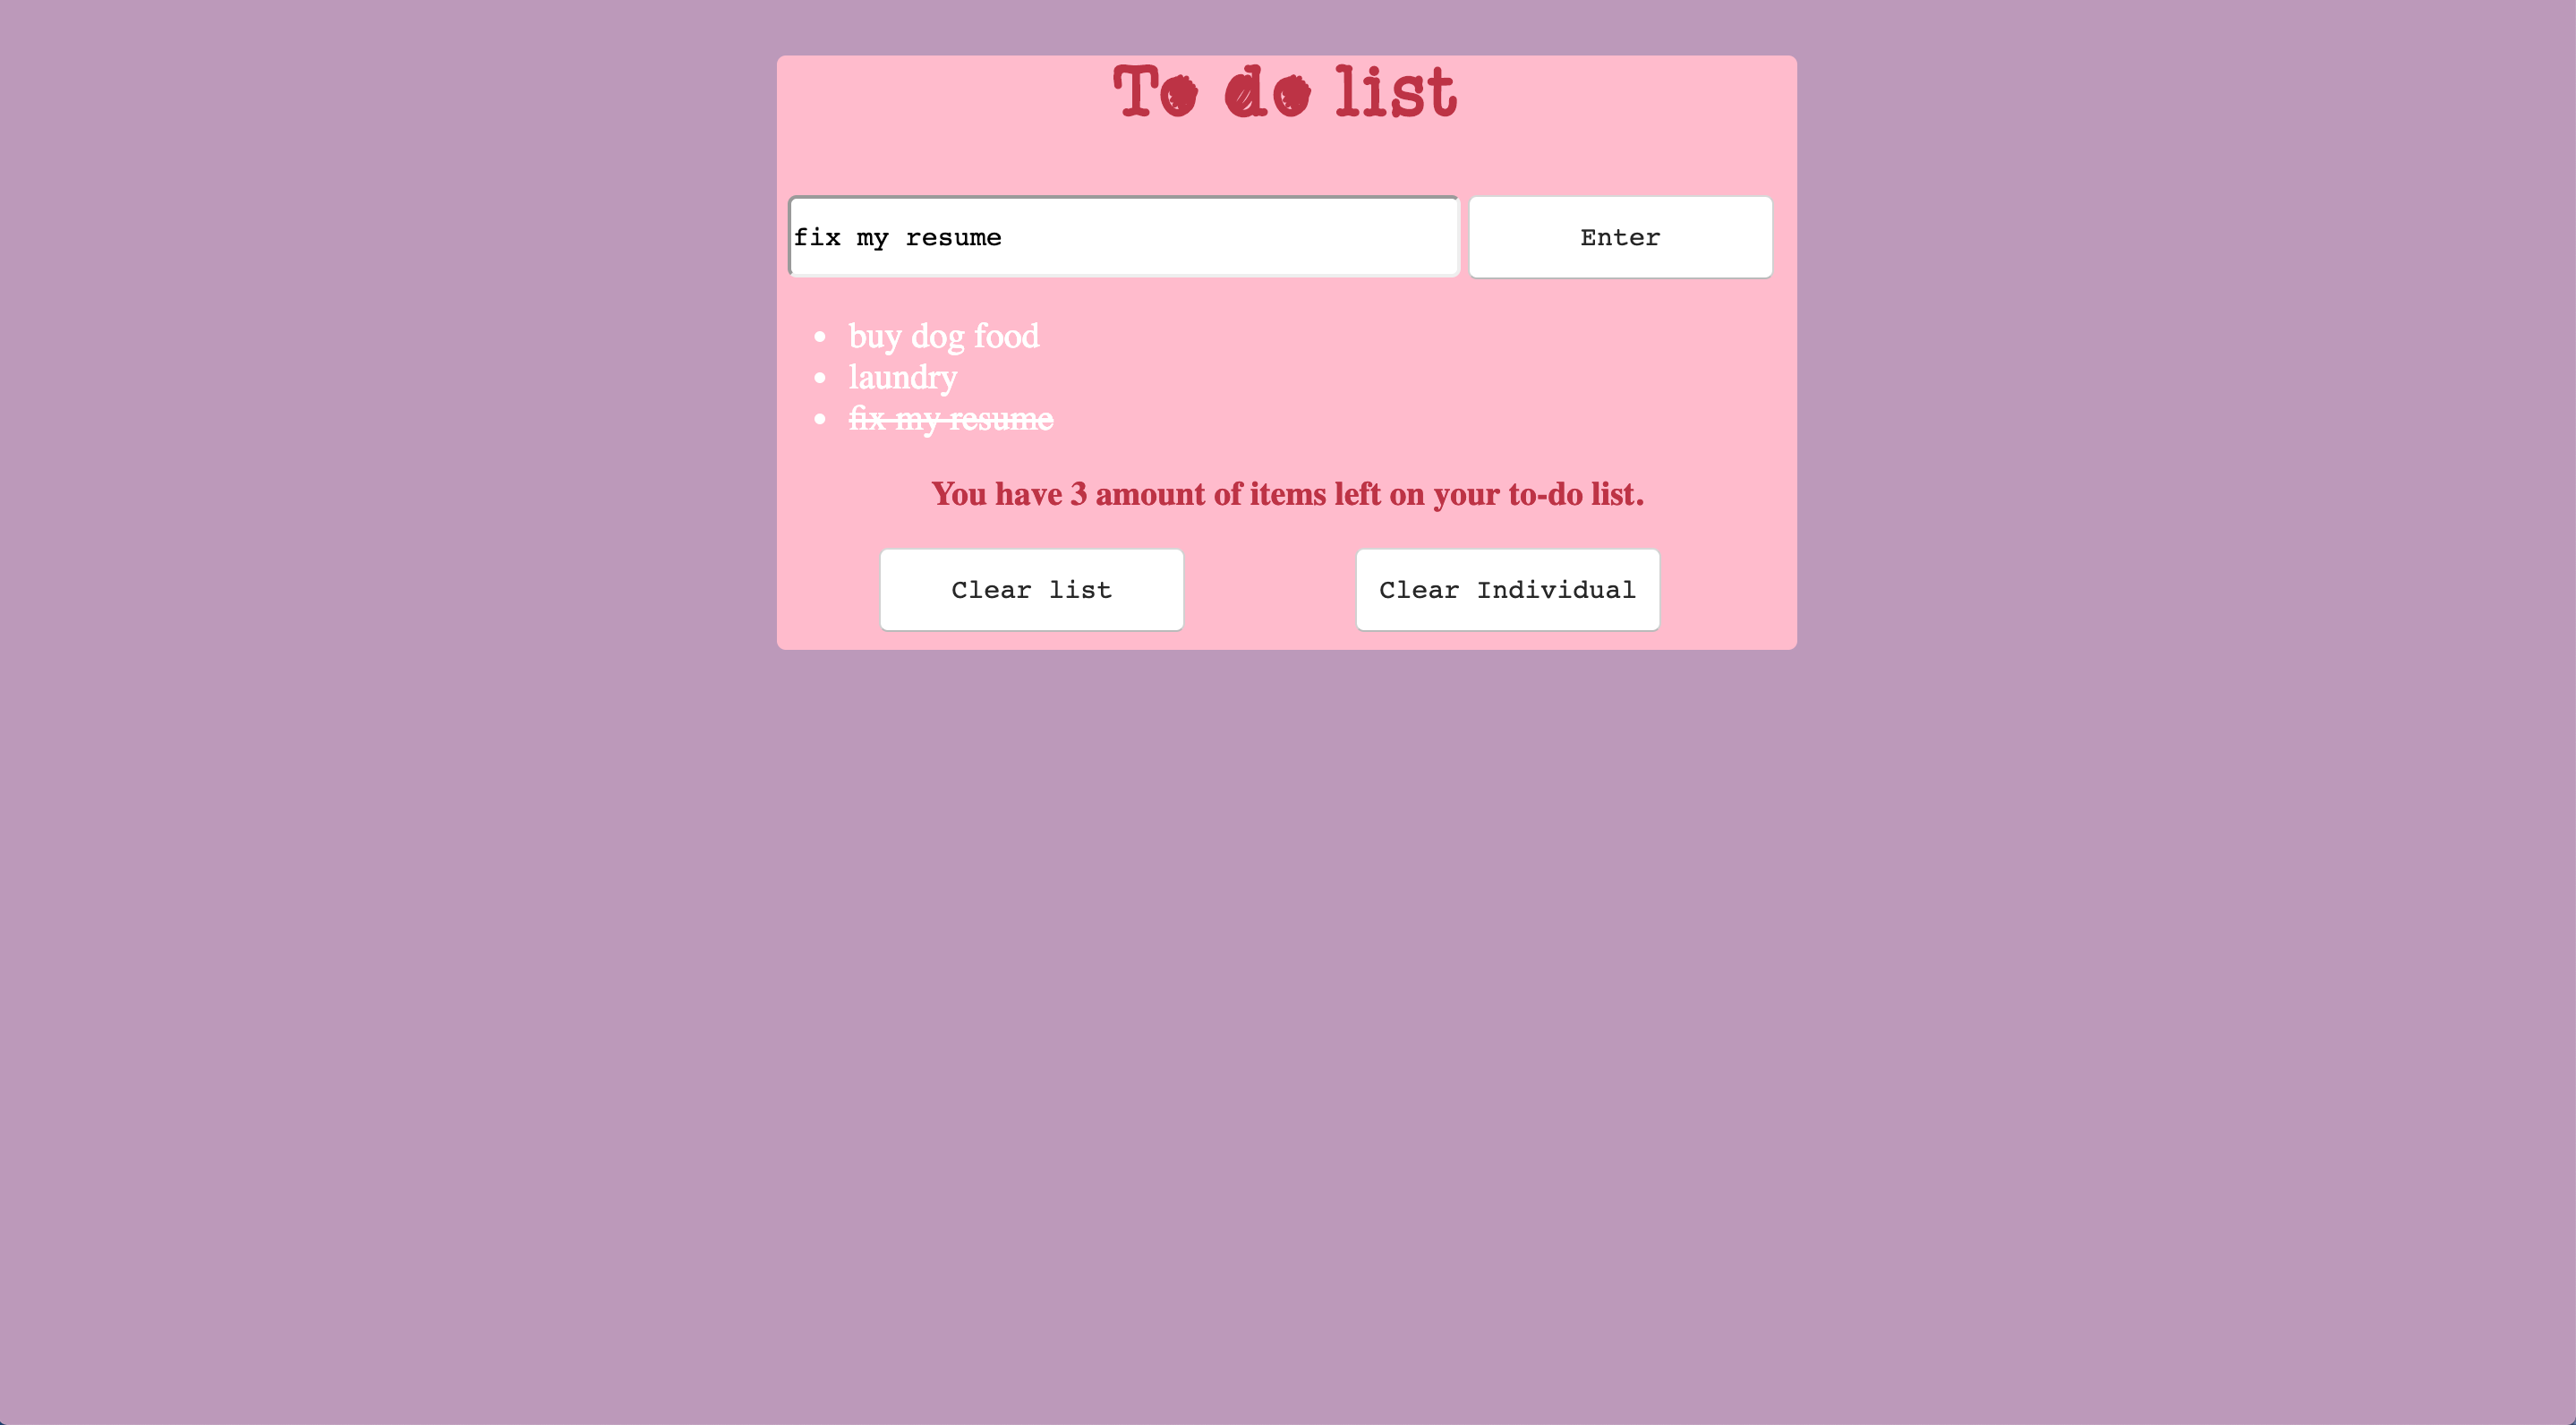 To do list
fix my resume
Enter
buy dog food
laundry
fix my resume
You have 3 amount of items left on your to-do list.
Clear list
Clear Individual